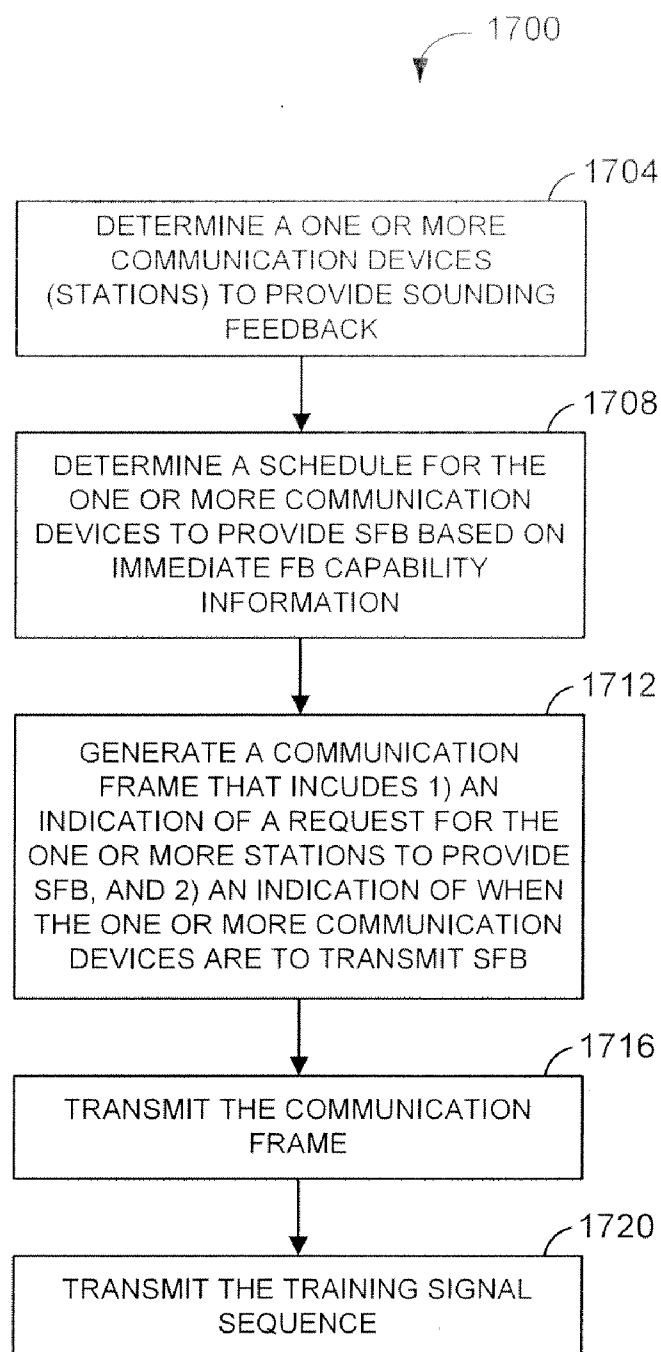 1700
1704
DETERMINE A ONE OR MORE
COMMUNICATION DEVICES
(STATIONS) TO PROVIDE SOUNDING
FEEDBACK
1708
DETERMINE A SCHEDULE FOR THE
ONE OR MORE COMMUNICATION
DEVICES TO PROVIDE SFB BASED ON
IMMEDIATE FB CAPABILITY
INFORMATION
1712
GENERATE A COMMUNICATION
FRAME THAT INCUDES 1) AN
INDICATION OF A REQUEST FOR THE
ONE OR MORE STATIONS TO PROVIDE
SFB, AND 2) AN INDICATION OF WHEN
THE ONE OR MORE COMMUNICATION
DEVICES ARE TO TRANSMIT SFB
1716
TRANSMIT THE COMMUNICATION
FRAME
1720
TRANSMIT THE TRAINING SIGNAL
SEQUENCE